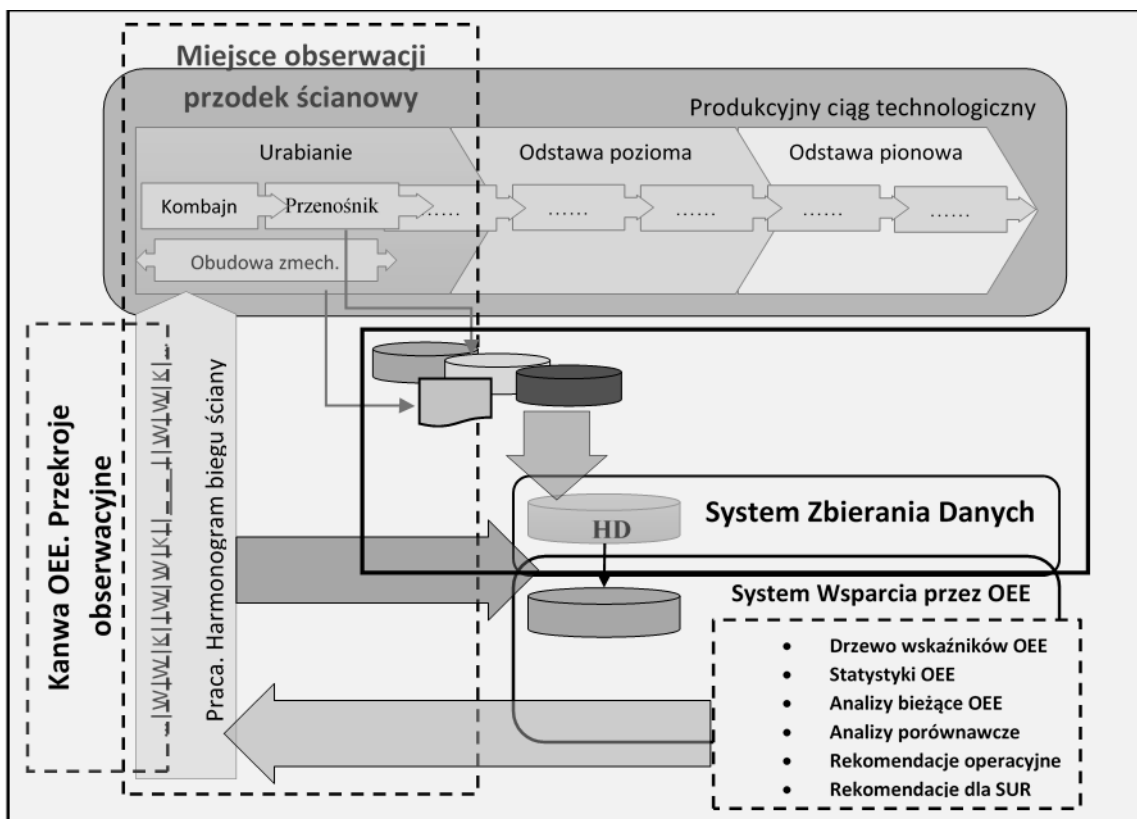 Miejsce obserwacji
przodek ścianowy
Produkcyjny ciąg technologiczny
Urabianie
Odstawa pozioma
Odstawa pionowa
Kombajn
Przenośnik
……
……
……
……
……
Obudowa zmech.
Kanwa OEE. Przekroje
obserwacyjne
Praca. Harmonogram biegu ściany
HD
System Zbierania Danych
System Wsparcia przez OEE
• Drzewo wskaźników OEE
• Statystyki OEE
• Analizy bieżące OEE
• Analizy porównawcze
• Rekomendacje operacyjne
• Rekomendacje dla SUR